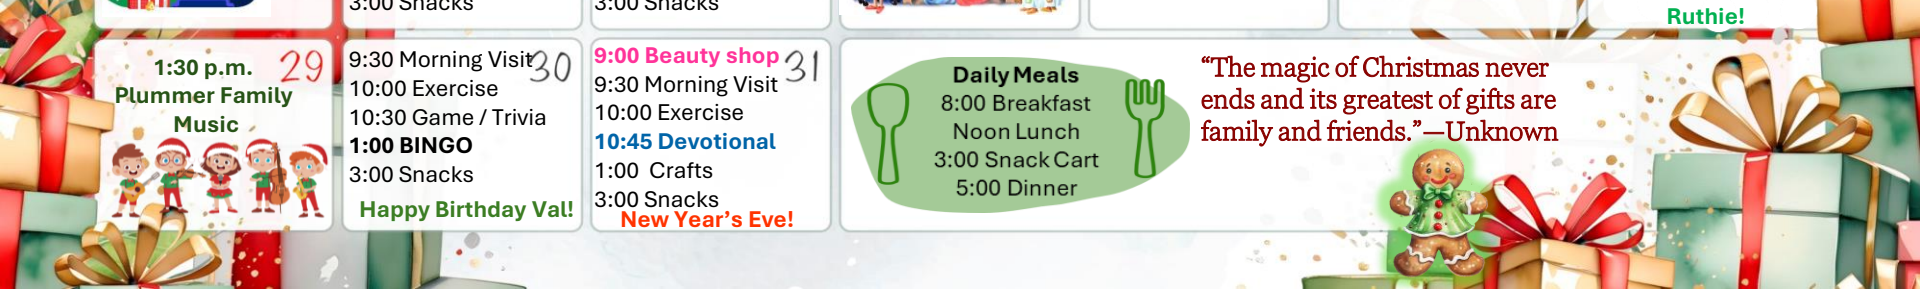 3:00 Snacks
3:00 Snacks
Ruthie!
29
1:30 p.m.
Plummer Family
Music
30
9:30 Morning Visit
10:00 Exercise
10:30 Game / Trivia
1:00 BINGO
3:00 Snacks
Happy Birthday Val!
31
9:00 Beauty shop
9:30 Morning Visit
10:00 Exercise
10:45 Devotional
1:00  Crafts
3:00 Snacks
New Year’s Eve!
Daily Meals
8:00 Breakfast
Noon Lunch
3:00 Snack Cart
5:00 Dinner
“The magic of Christmas never
ends and its greatest of gifts are
family and friends.”—Unknown